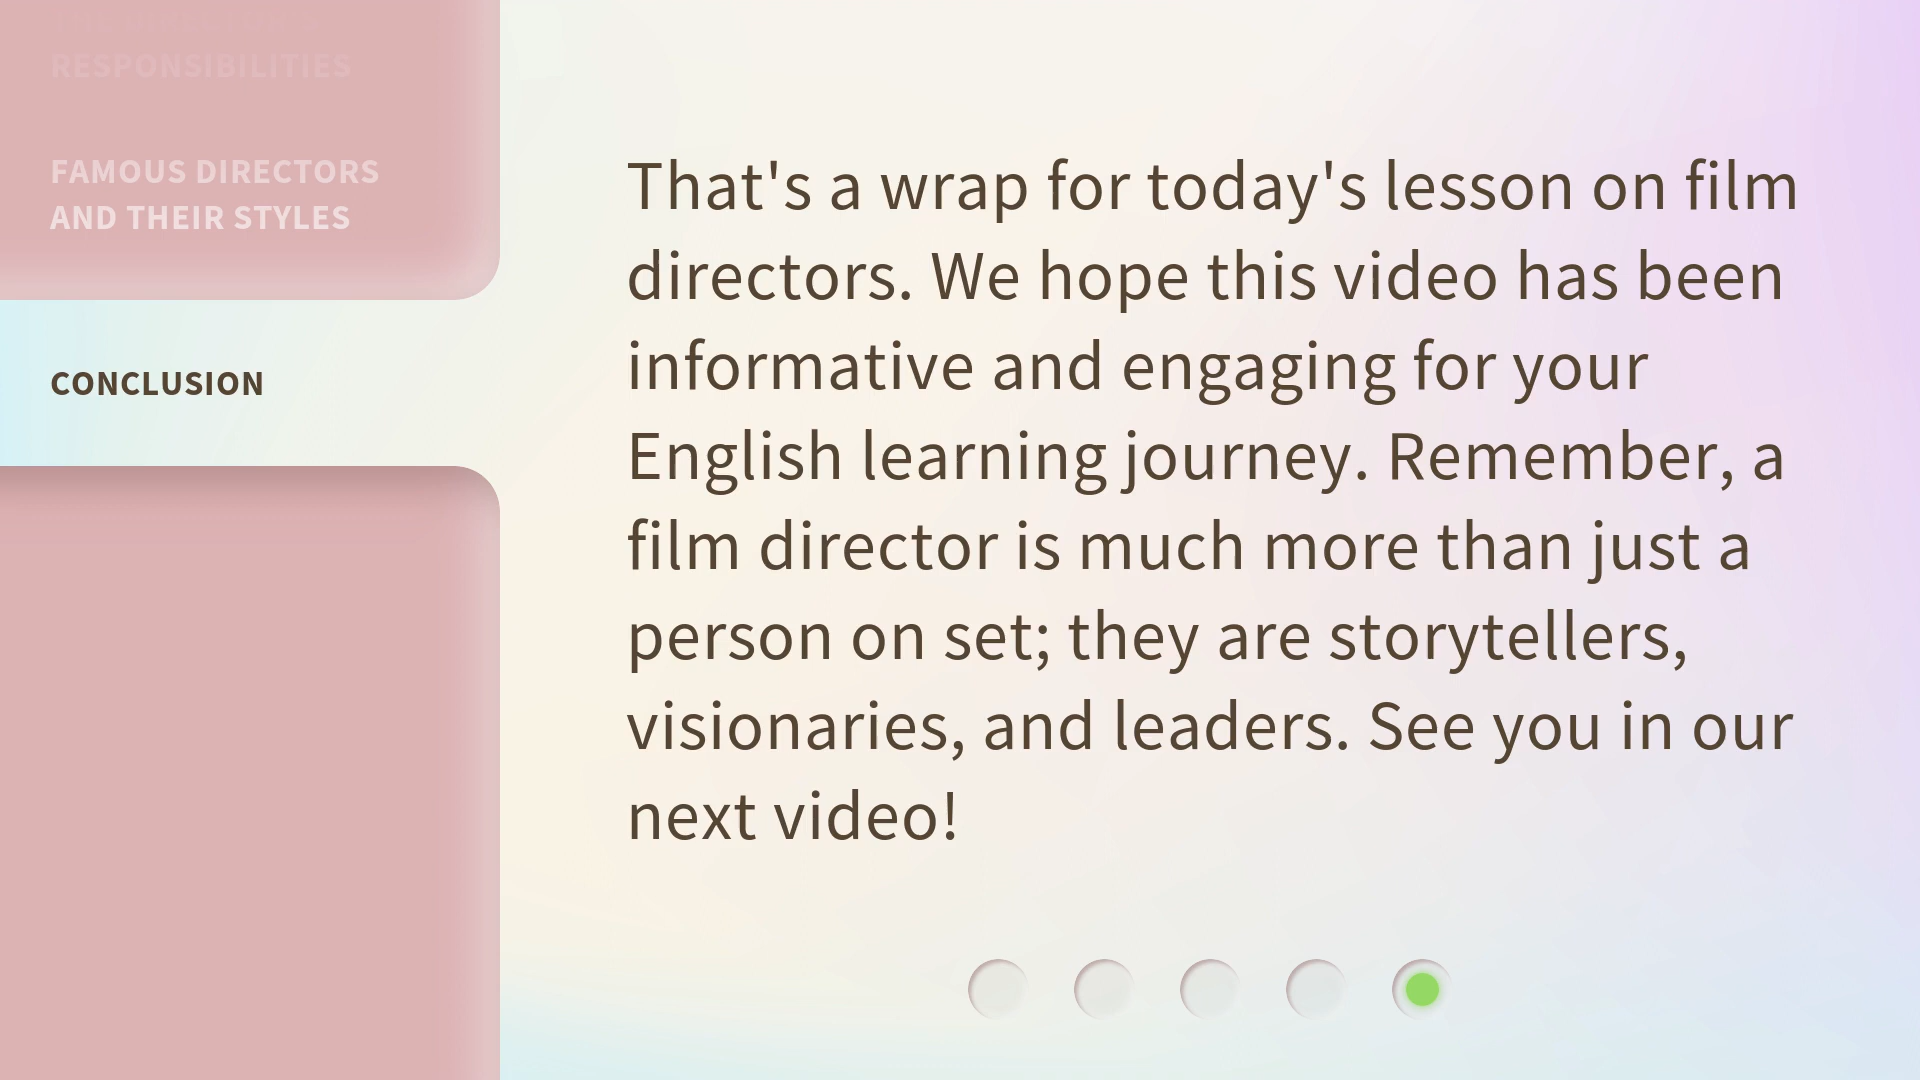 THE DIRECTOR'S
RESPONSIBILITIES
FAMOUS DIRECTORS
AND THEIR STYLES
CONCLUSION
That's a wrap for today's lesson on film
directors. We hope this video has been
informative and engaging for your
English learning journey. Remember, a
film director is much more than just a
person on set; they are storytellers,
visionaries, and leaders. See you in our
next video!